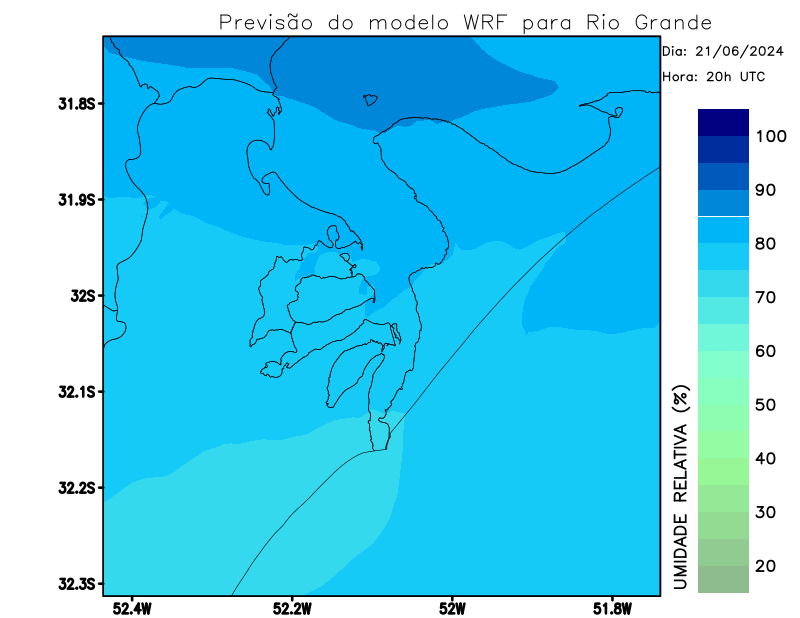 Previsão do modelo WRF para Rio Grande
Dia: 21/06/2024
Hora: 20h UTC
31.8S
31.9S
32S
32.1S
32.2S
32.3S
52.4W
52.2W
52W
51.8W
100
90
80
70
60
50
40
30
20
UMIDADE RELATIVA (%)